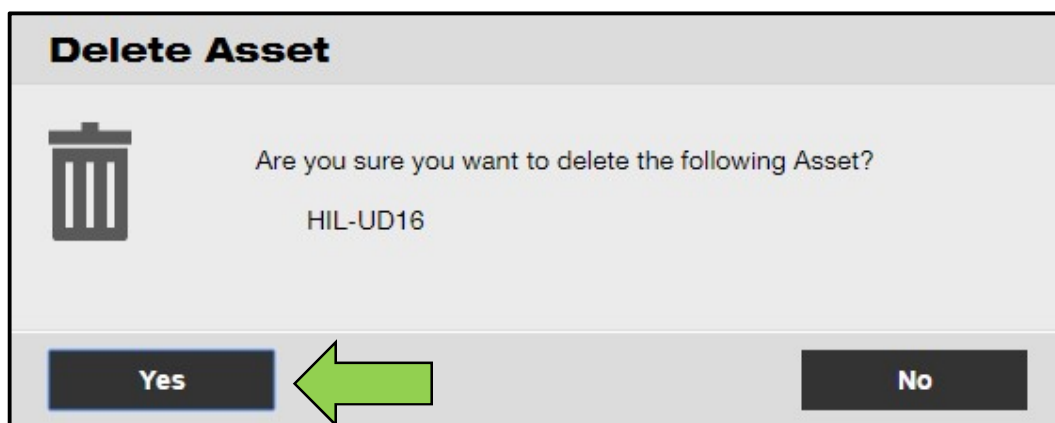 Delete Asset
Are you sure you want to delete the following Asset?
HIL-UD16
Yes
No